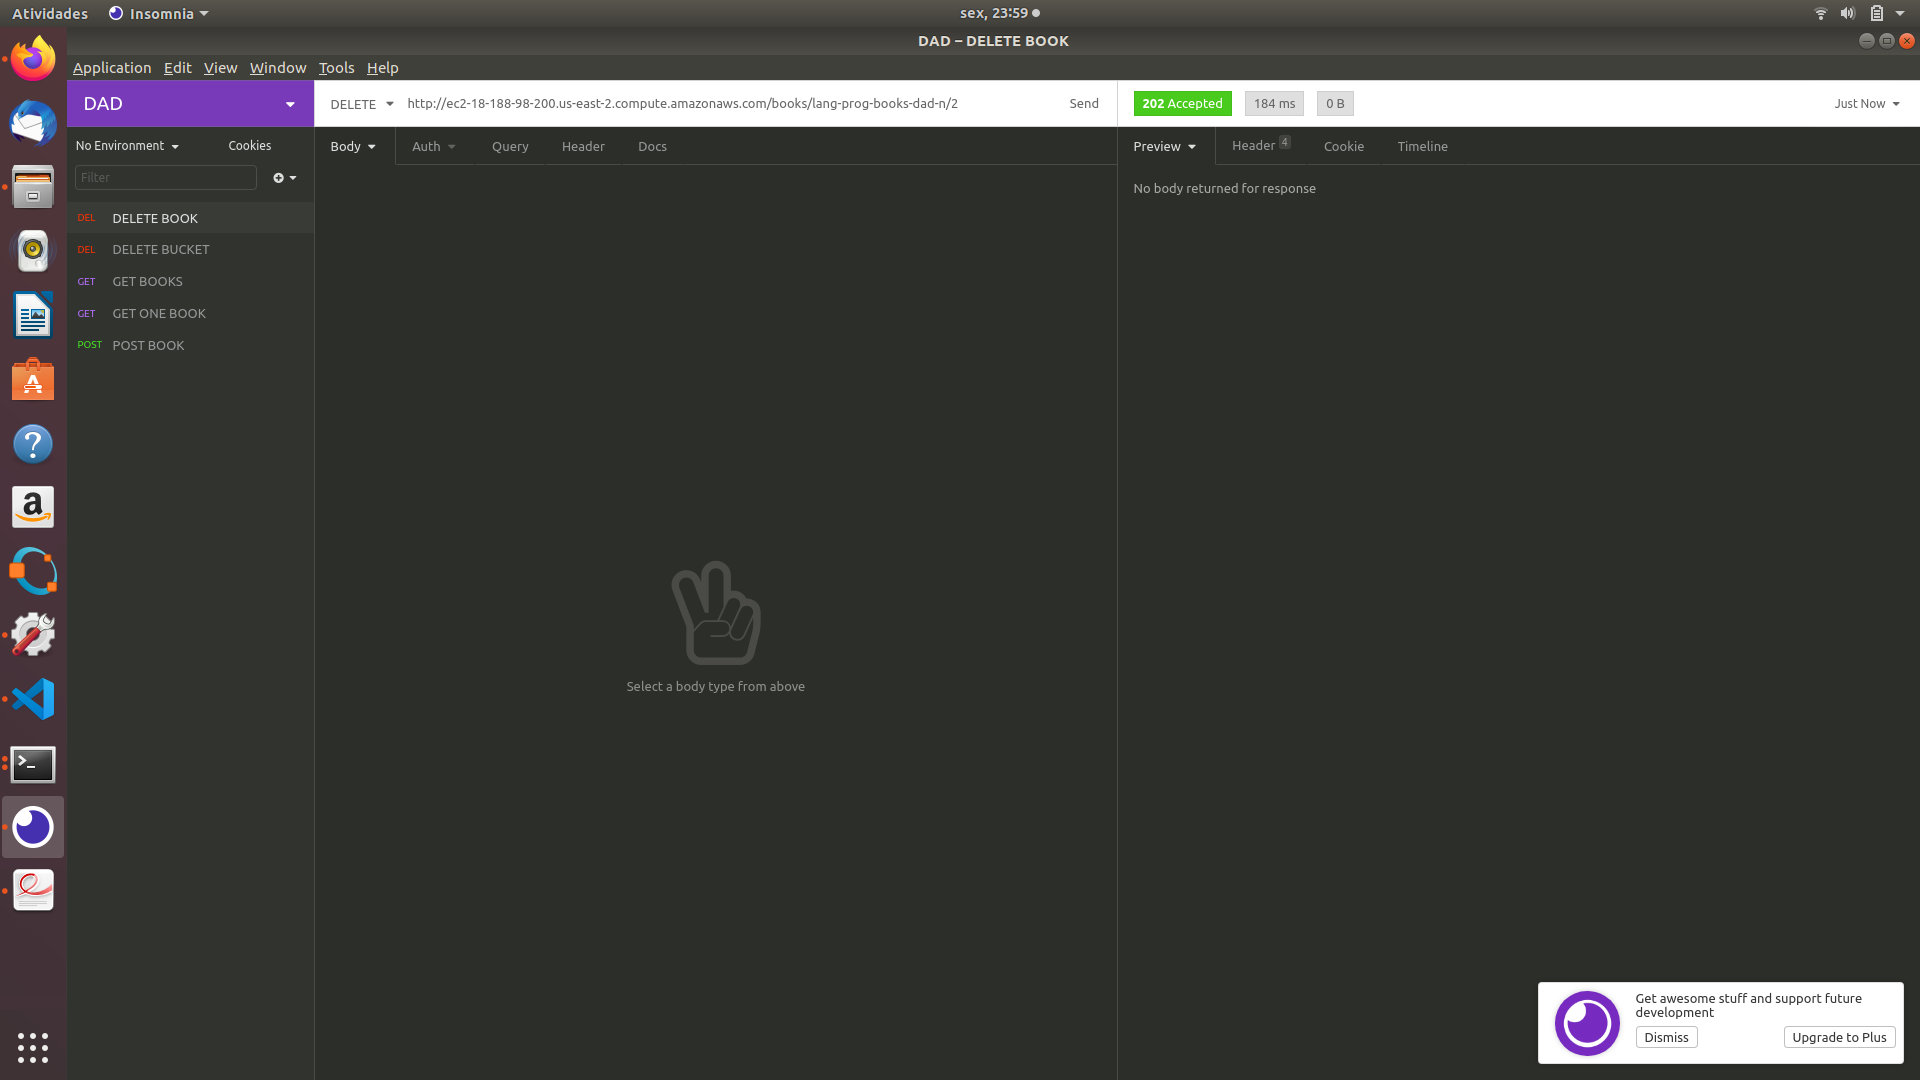 Atividades Insomnia sex, 23:59
DAD – DELETE BOOK
Application Edit View Window Tools Help
DAD DELETE http://ec2-18-188-98-200.us-east-2.compute.amazonaws.com/books/lang-prog-books-dad-n/2 Send 202 Accepted 184 ms 0 B Just Now
No Environment Cookies Body Auth Query Header Docs Preview Header 4 Cookie Timeline
Filter
No body returned for response
DEL DELETE BOOK
DEL DELETE BUCKET
GET GET BOOKS
GET GET ONE BOOK
POST POST BOOK
Select a body type from above
Get awesome stuff and support future
development
Dismiss Upgrade to Plus